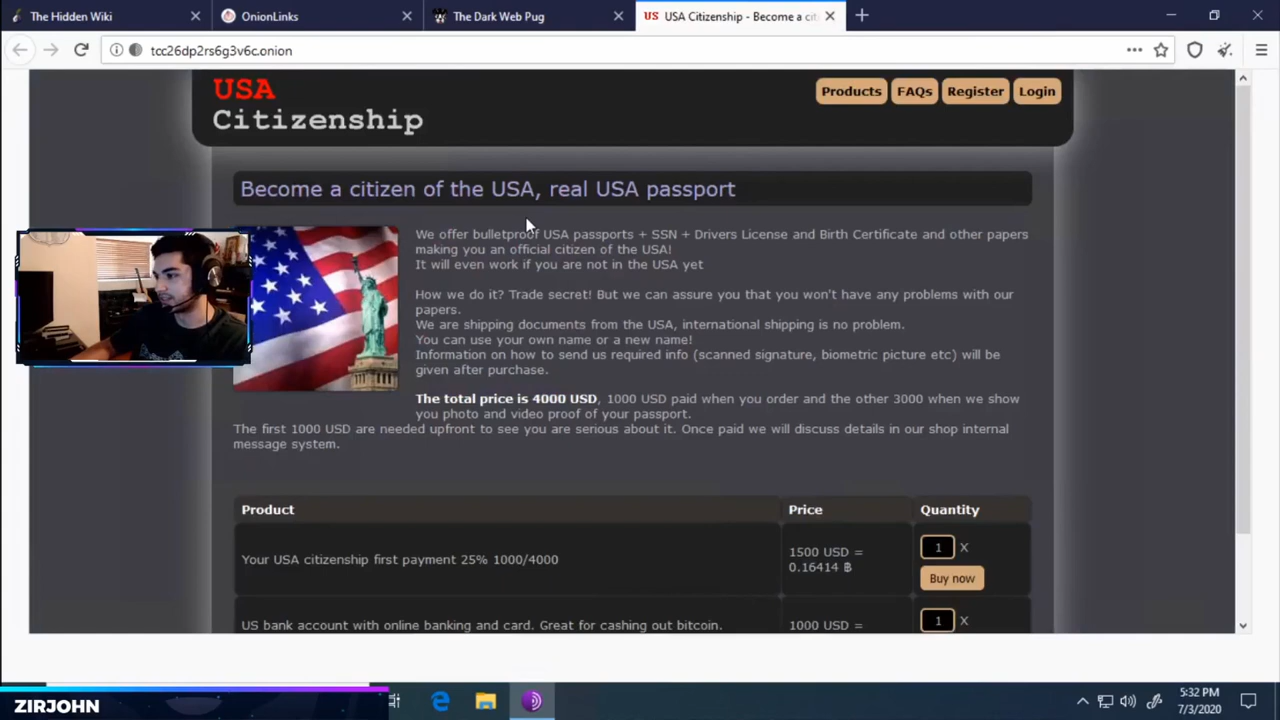 The Hidden Wiki
OnionLinks
The Dark Web Pug
US USA Citizenship - Become a cit
tcc26dp2rs6g3v6c.onion
USA
Citizenship
Products FAQs Register Login
Become a citizen of the USA, real USA passport
We offer bulletproof USA passports + SSN + Drivers License and Birth Certificate and other papers
making you an official citizen of the USA!
It will even work if you are not in the USA yet
How we do it? Trade secret! But we can assure you that you won't have any problems with our
papers.
We are shipping documents from the USA, international shipping is no problem.
You can use your own name or a new name!
Information on how to send us required info (scanned signature, biometric picture etc) will be
given after purchase.
The total price is 4000 USD, 1000 USD paid when you order and the other 3000 when we show
you photo and video proof of your passport.
The first 1000 USD are needed upfront to see you are serious about it. Once paid we will discuss details in our shop internal
message system.
Product Price Quantity
Your USA citizenship first payment 25% 1000/4000
1500 USD =
0.16414 ฿
1 X
Buy now
US bank account with online banking and card. Great for cashing out bitcoin.
1000 USD =
1 X
ZIRJOHN
5:32 PM
7/3/2020